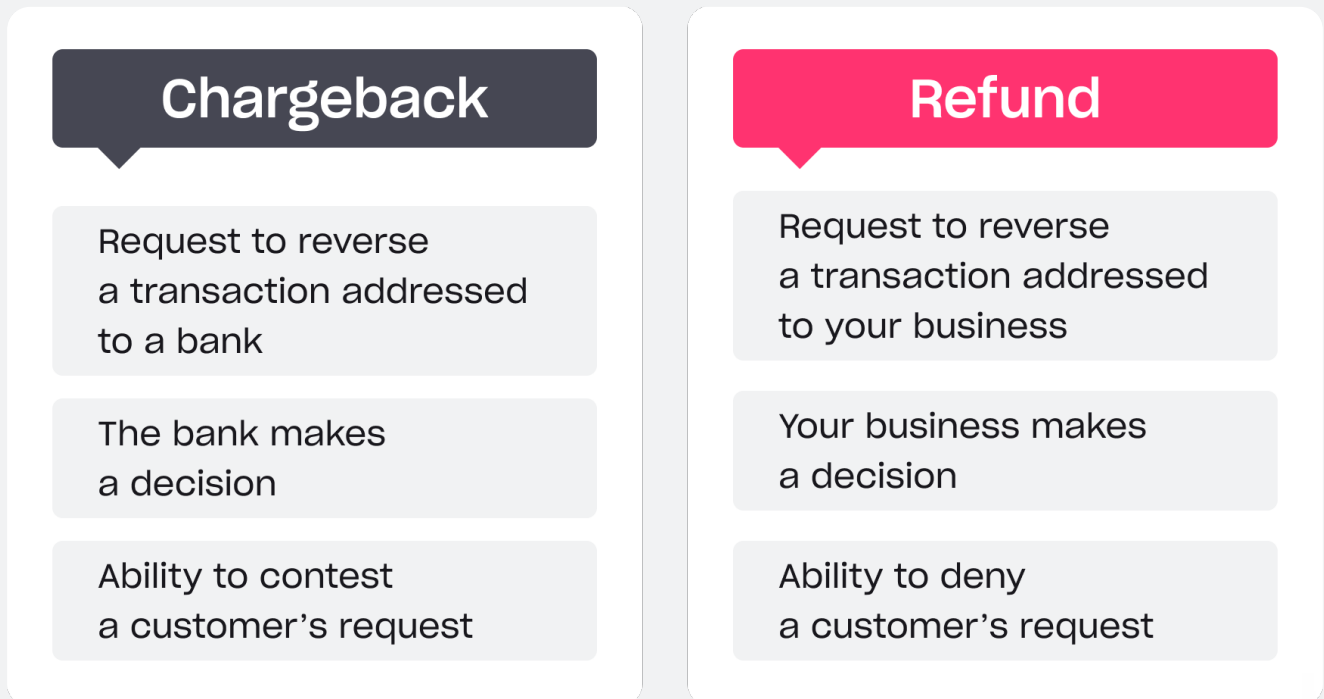 Chargeback
Request to reverse
a transaction addressed
to a bank
The bank makes
a decision
Ability to contest
a customer’s request
Refund
Request to reverse
a transaction addressed
to your business
Your business makes
a decision
Ability to deny
a customer’s request